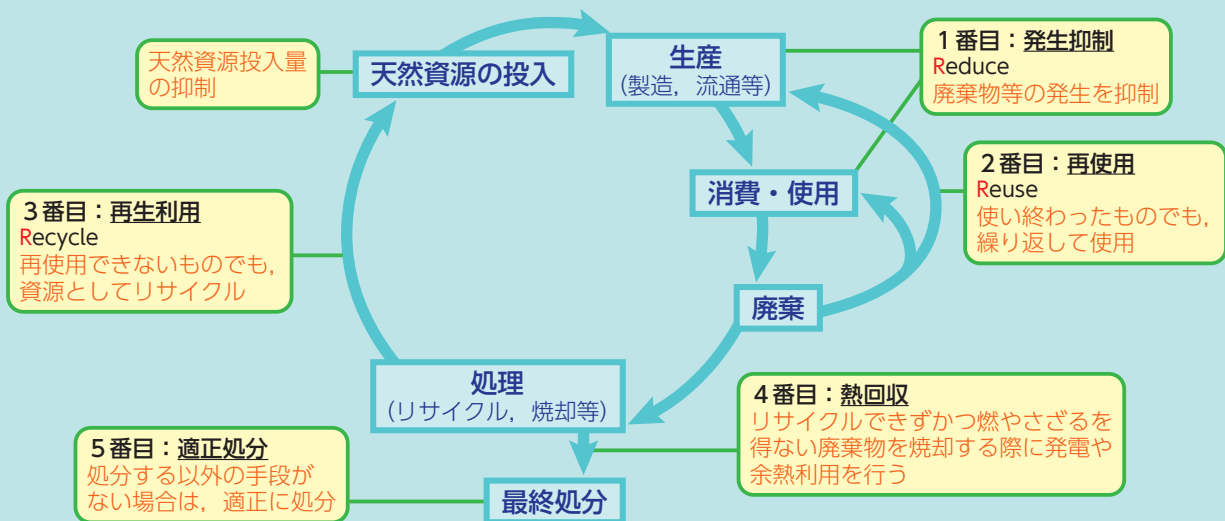 天然資源投入量
の抑制
天然資源の投入
生産
(製造，流通等)
1番目：発生抑制
Reduce
廃棄物等の発生を抑制
消費・使用
2番目：再使用
Reuse
使い終わったものでも，
繰り返して使用
3番目：再生利用
Recycle
再使用できないものでも，
資源としてリサイクル
廃棄
処理
(リサイクル，焼却等)
4番目：熱回収
リサイクルできずかつ燃やさざるを
得ない廃棄物を焼却する際に発電や
余熱利用を行う
5番目：適正処分
処分する以外の手段が
ない場合は，適正に処分
最終処分